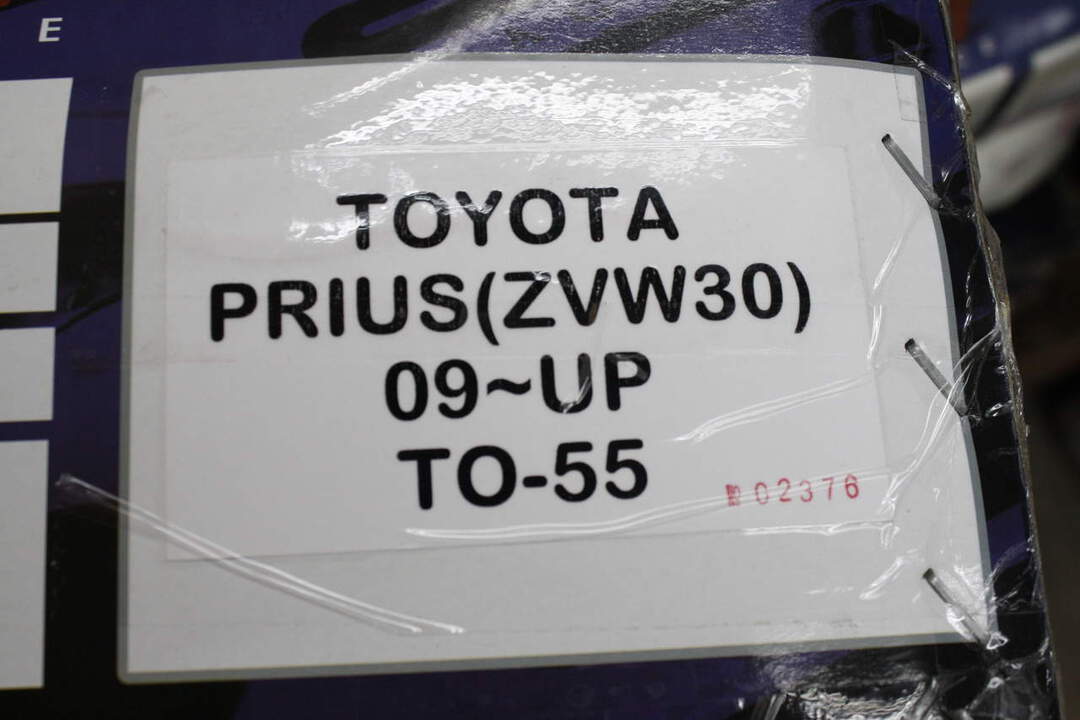 E
TOYOTA
PRIUS(ZVW30)
09~UP
TO-55
02376